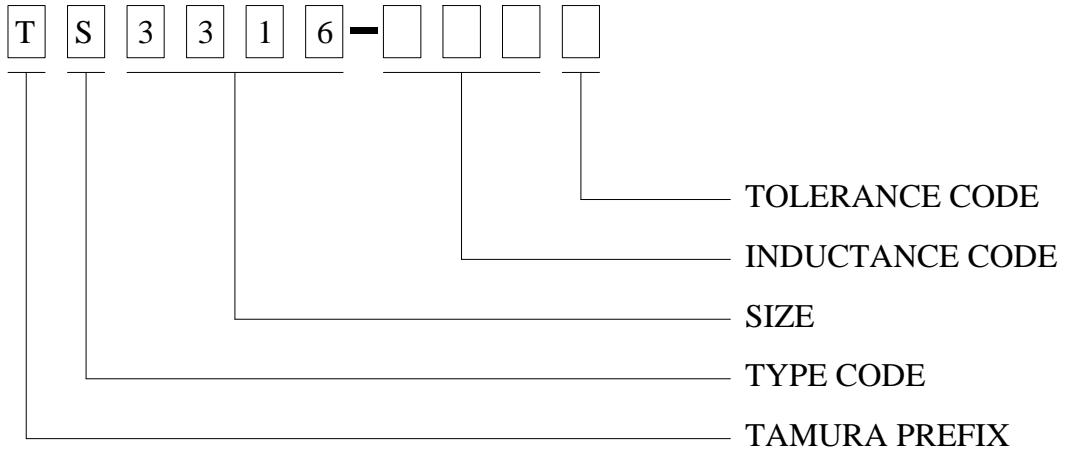 T S 3 3 1 6 -
TOLERANCE CODE
INDUCTANCE CODE
SIZE
TYPE CODE
TAMURA PREFIX